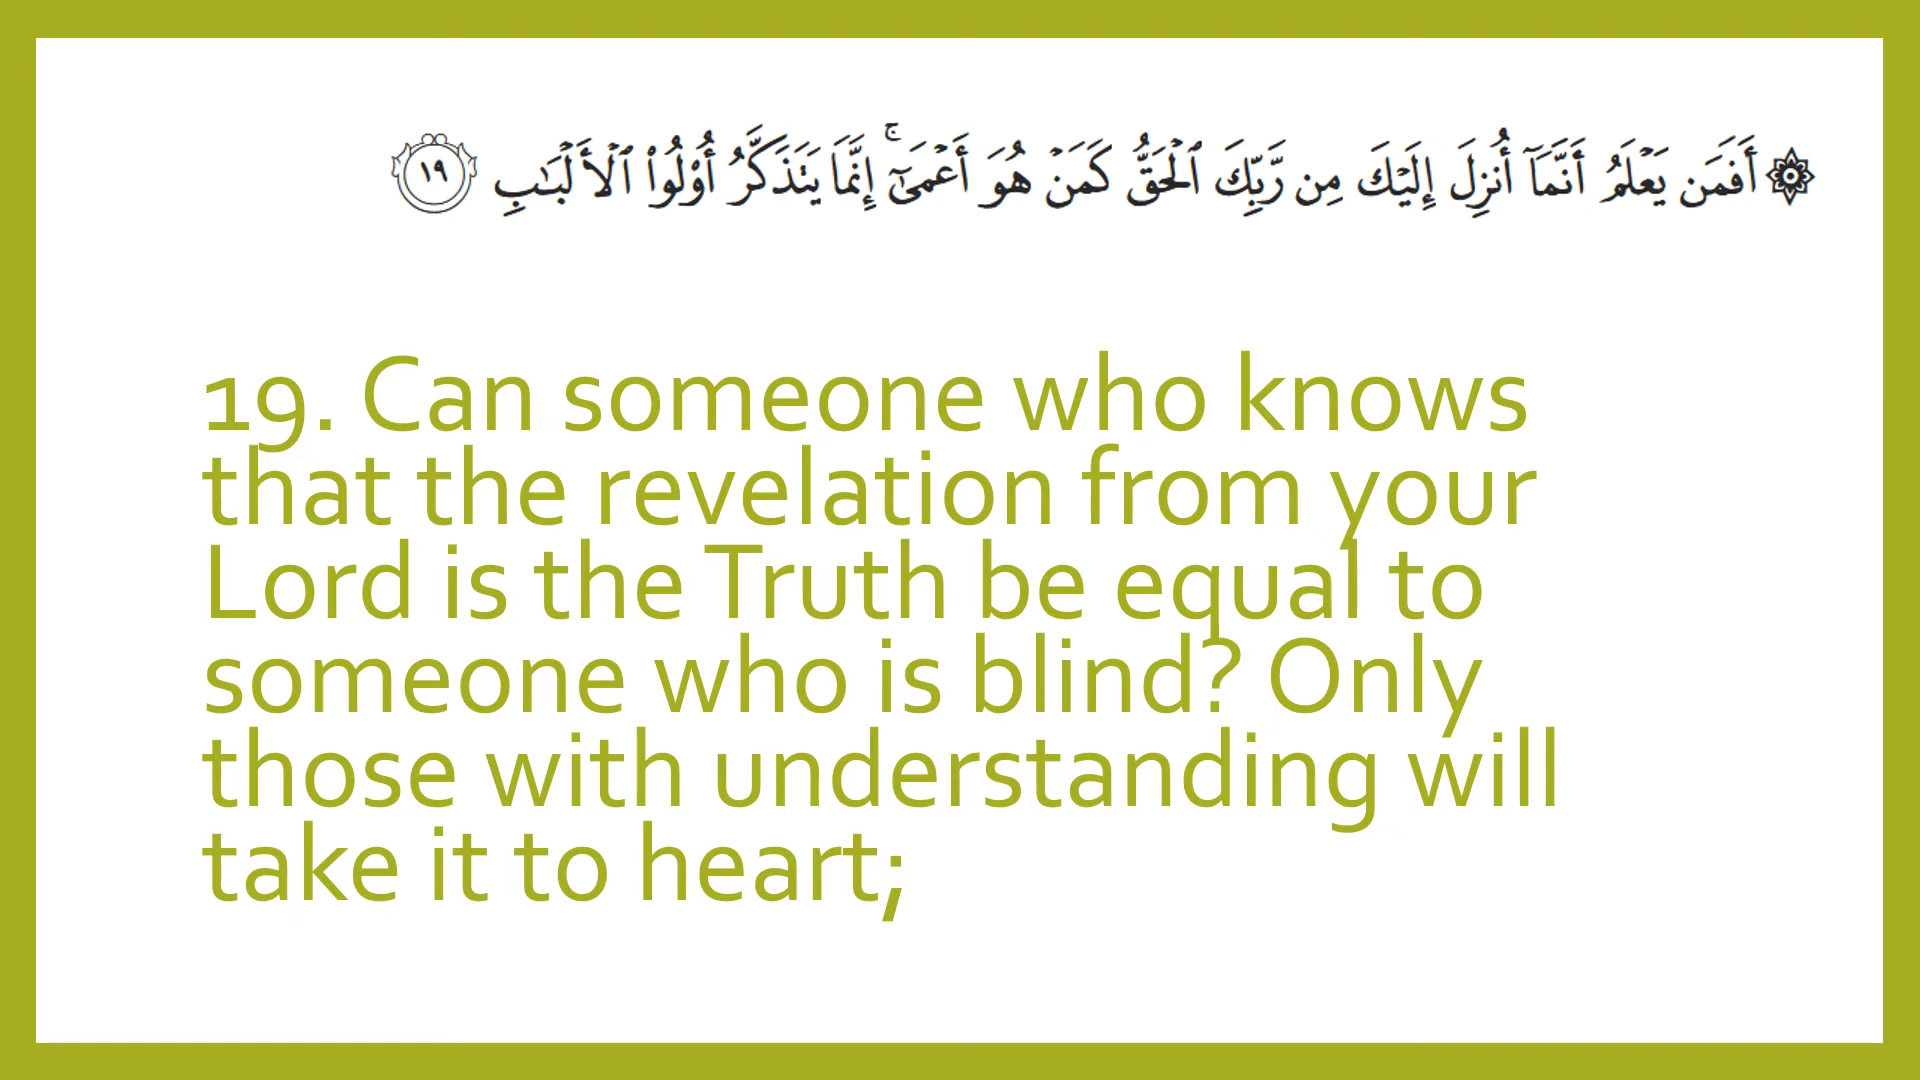 ۞ أَفَمَن يَعْلَمُ أَنَّمَآ أُنزِلَ إِلَيْكَ مِن رَّبِّكَ ٱلْحَقُّ كَمَنْ هُوَ أَعْمَىٰٓ ۚ إِنَّمَا يَتَذَكَّرُ أُو۟لُوا۟ ٱلْأَلْبَـٰبِ ١٩
19. Can someone who knows
that the revelation from your
Lord is the Truth be equal to
someone who is blind? Only
those with understanding will
take it to heart;